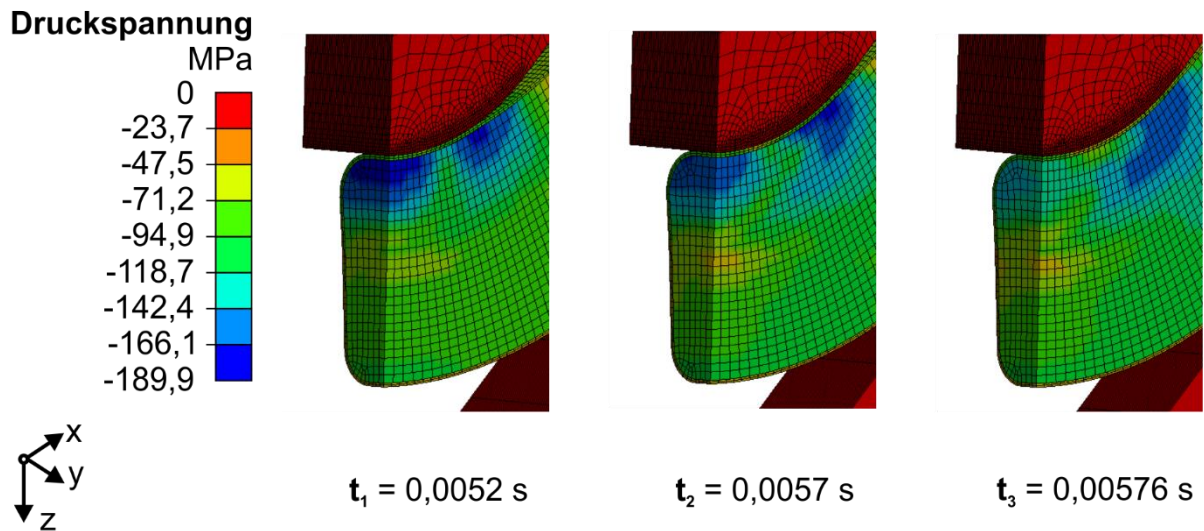 Druckspannung
MPa
0
-23,7
-47,5
-71,2
-94,9
-118,7
-142,4
-166,1
-189,9
x
y
z
t₁ = 0,0052 s
t₂ = 0,0057 s
t₃ = 0,00576 s